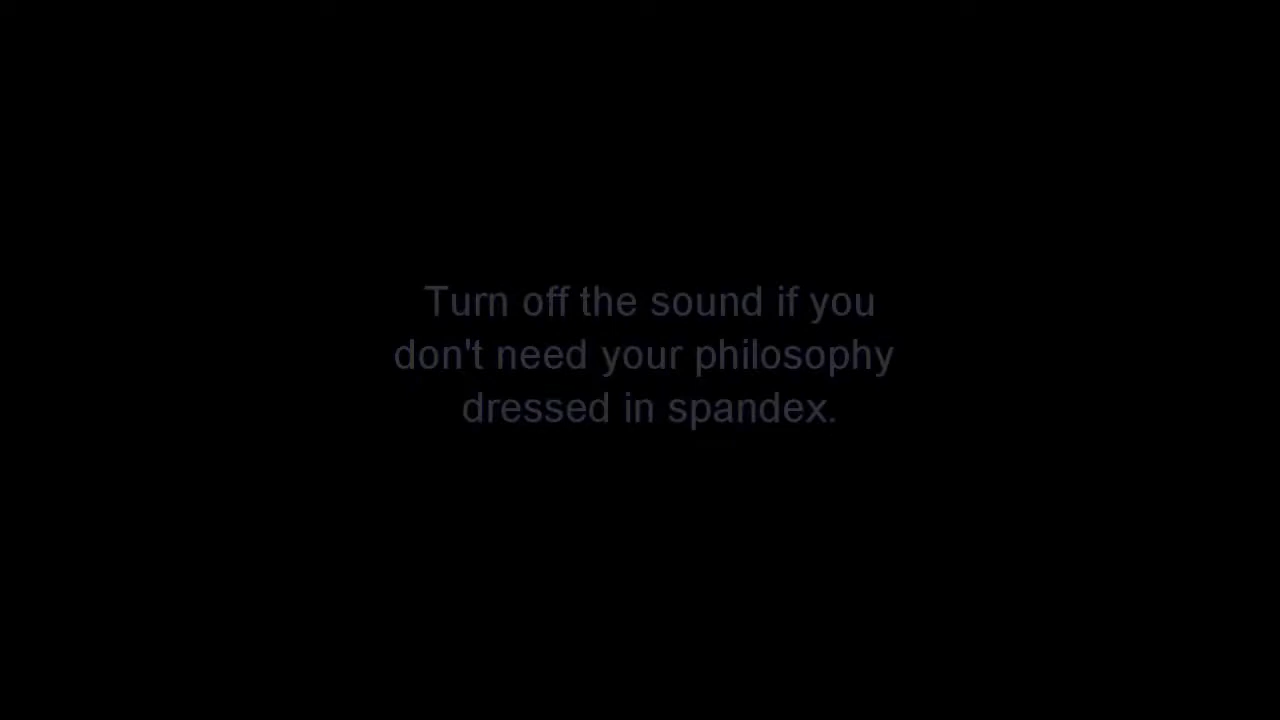 Turn off the sound if you
don't need your philosophy
dressed in spandex.